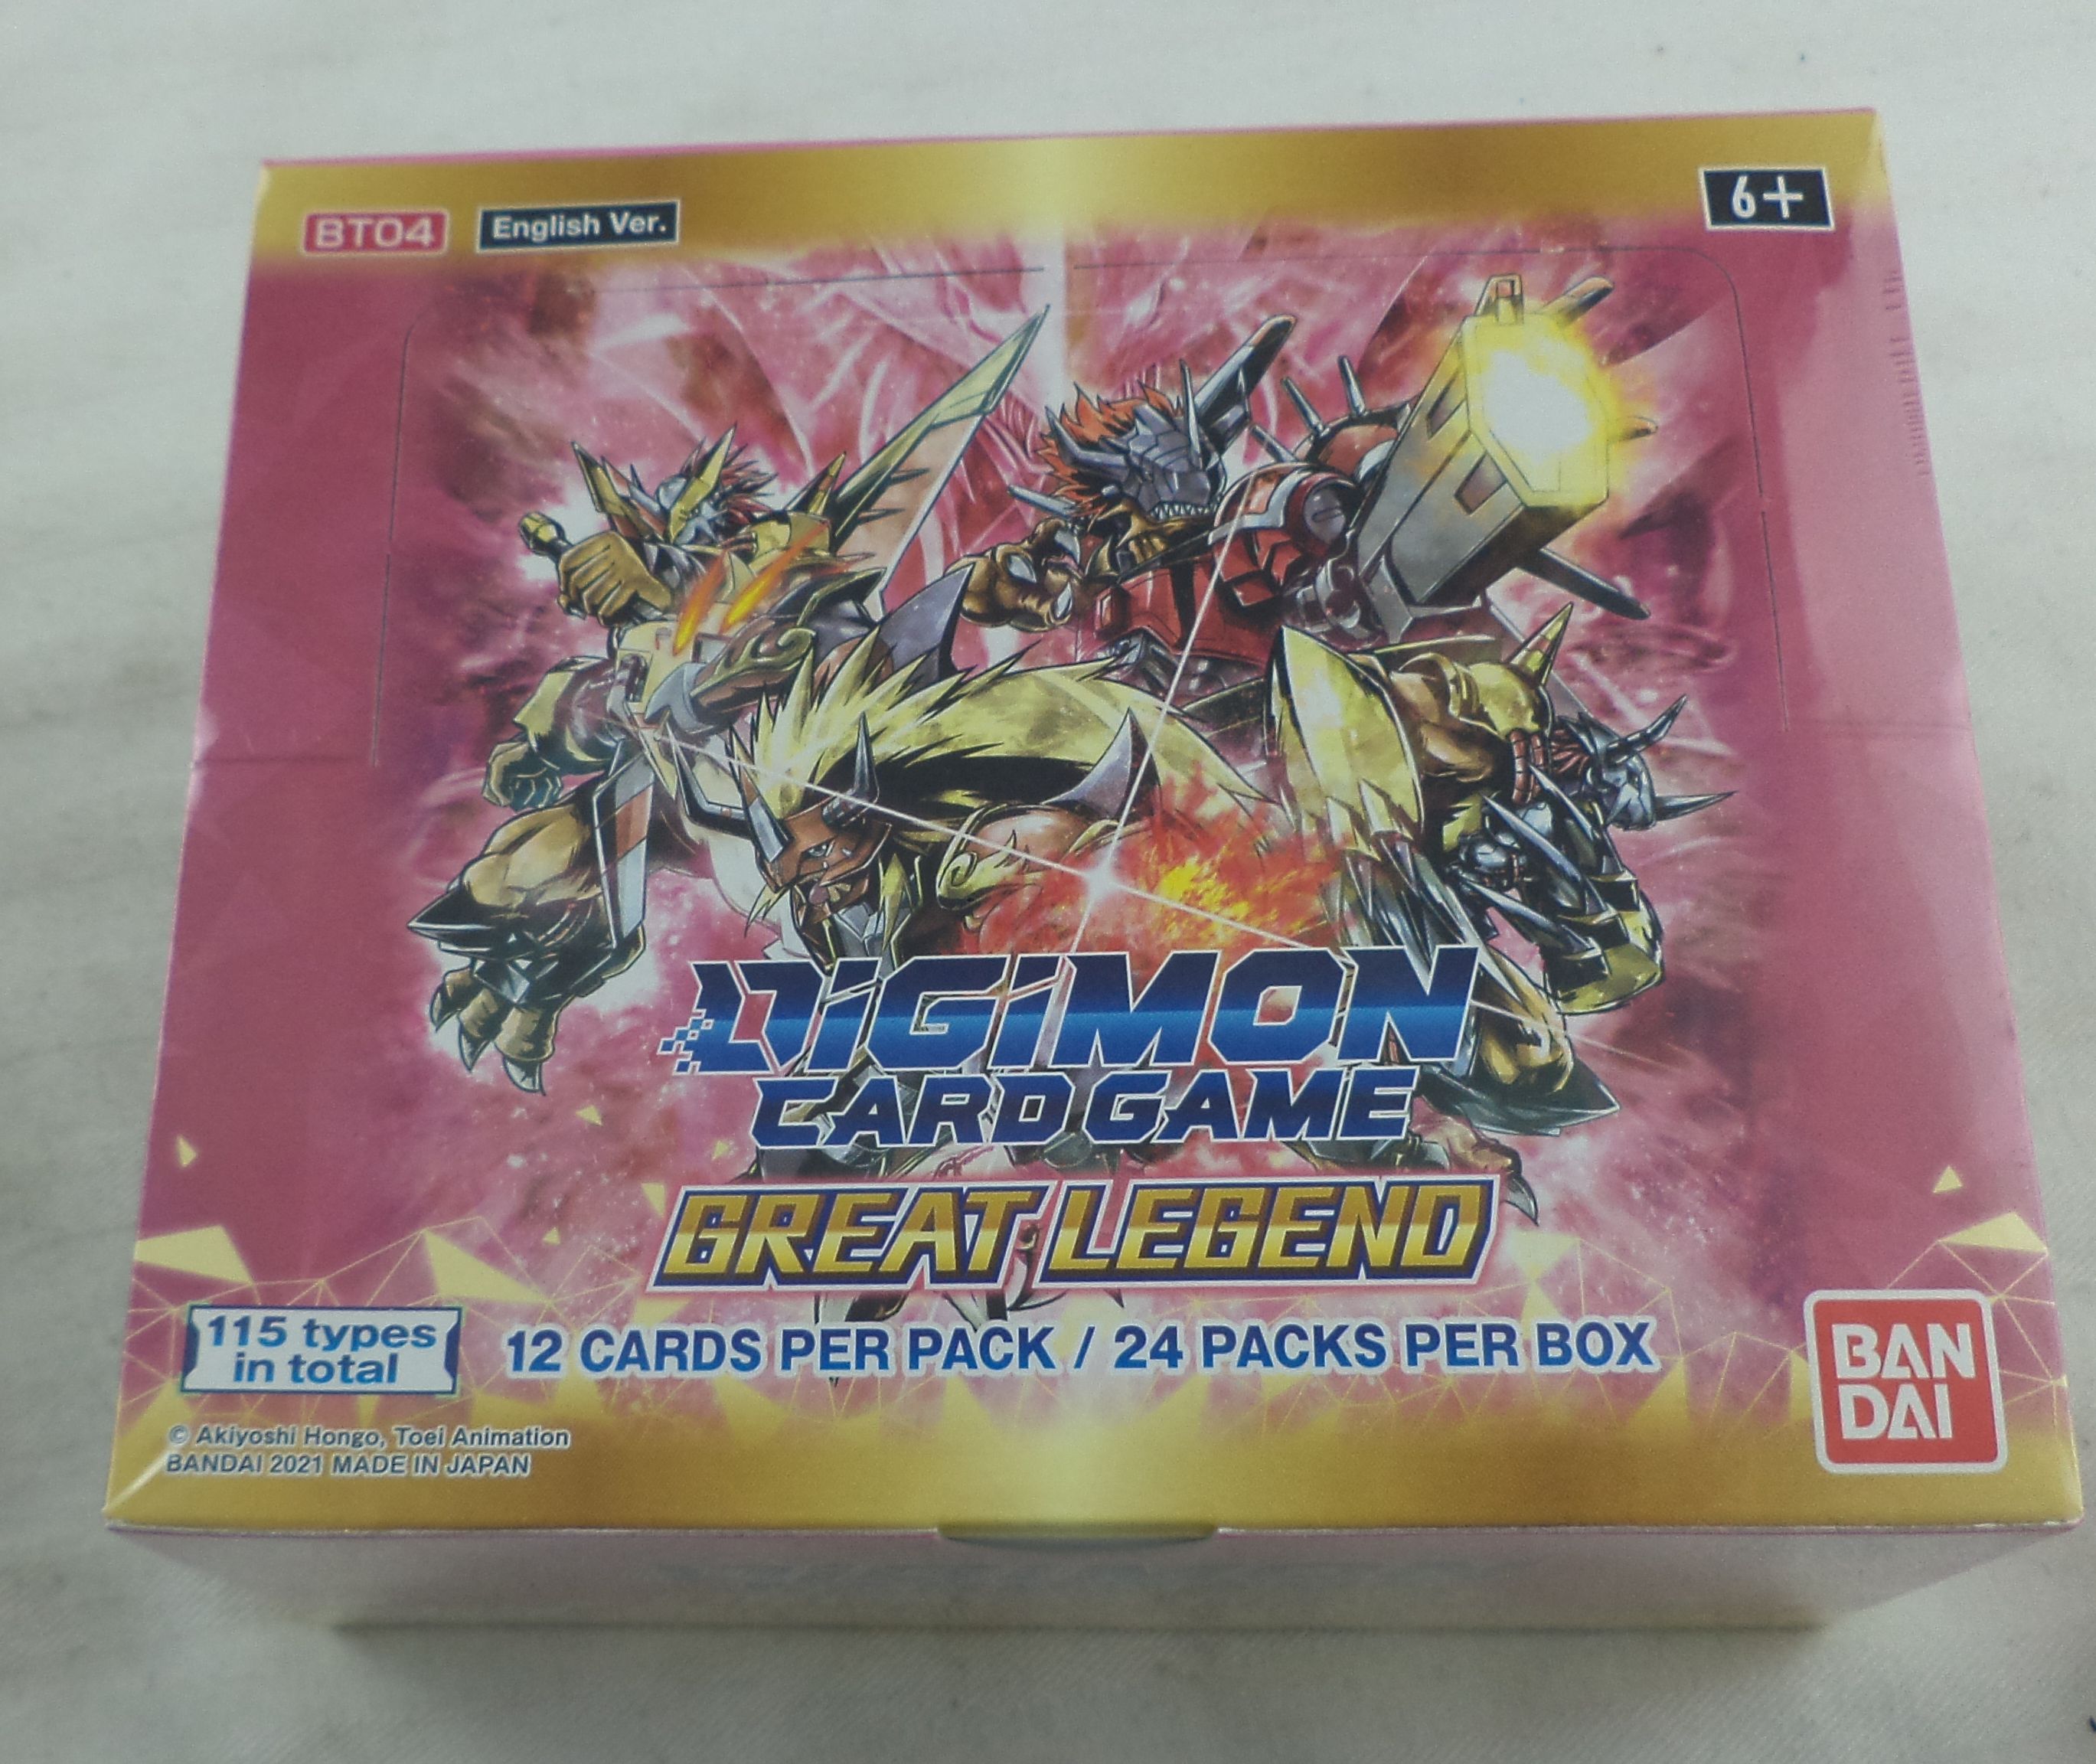 BT04
English Ver.
6+
DIGIMON
CARD GAME
GREAT LEGEND
115 types
in total
12 CARDS PER PACK / 24 PACKS PER BOX
BAN
DAI
© Akiyoshi Hongo, Toei Animation
BANDAI 2021 MADE IN JAPAN